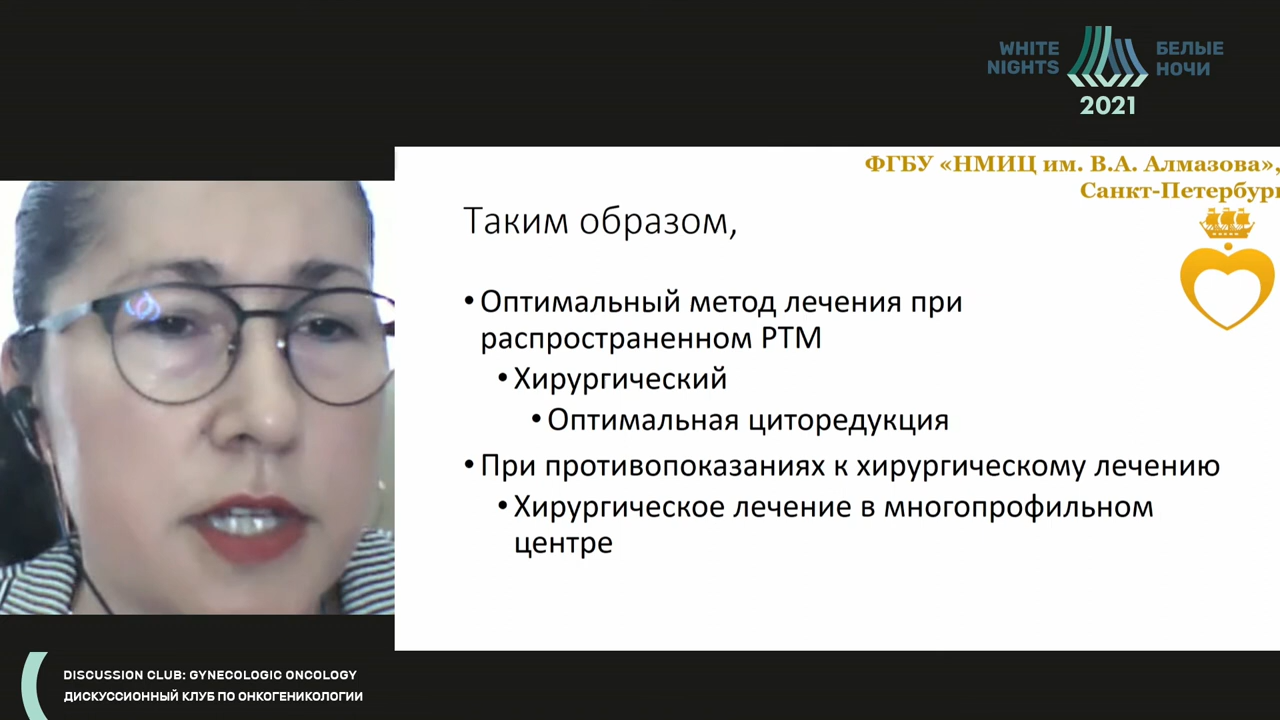 WHITE
NIGHTS
БЕЛЫЕ
НОЧИ
2021
ФГБУ «НМИЦ им. В.А. Алмазова»,
Санкт-Петербург
Таким образом,
• Оптимальный метод лечения при
распространенном РТМ
• Хирургический
• Оптимальная циторедукция
• При противопоказаниях к хирургическому лечению
• Хирургическое лечение в многопрофильном
центре
DISCUSSION CLUB: GYNECOLOGIC ONCOLOGY
ДИСКУССИОННЫЙ КЛУБ ПО ОНКОГЕНИКОЛОГИИ